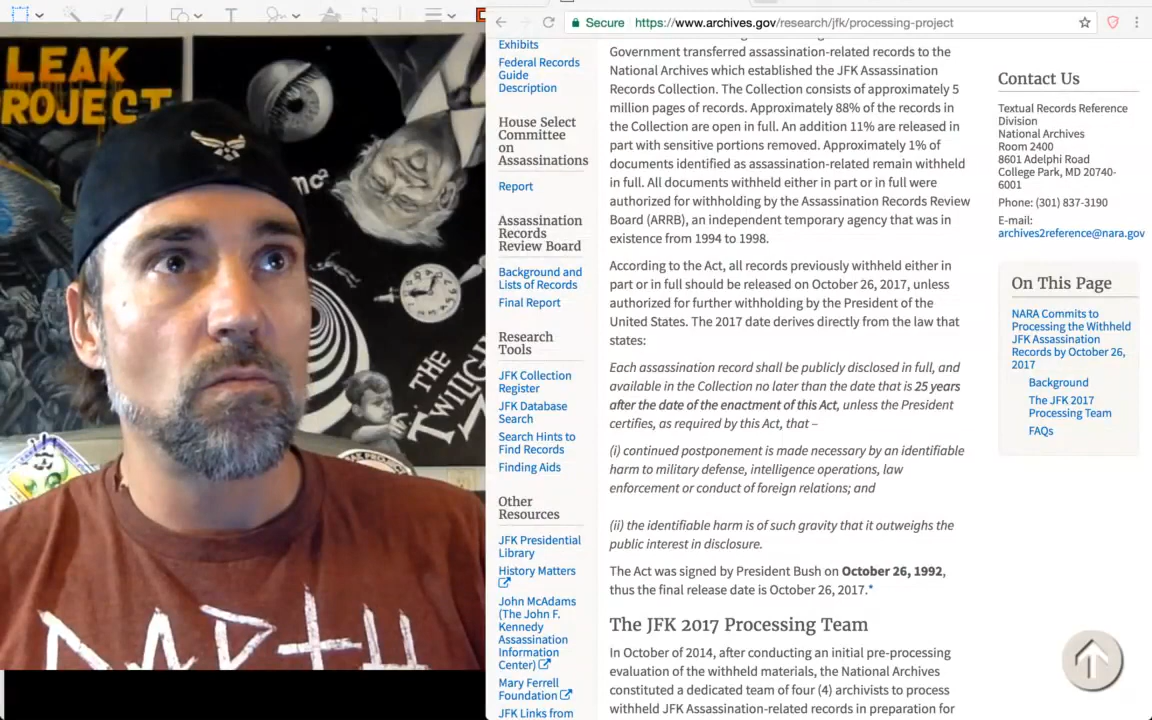 LEAK
PROJECT
mc²
THE
TWILIGHT
Secure https://www.archives.gov/research/jfk/processing-project
Exhibits
Federal Records
Guide
Description
House Select
Committee
on
Assassinations
Report
Assassination
Records
Review Board
Background and
Lists of Records
Final Report
Research
Tools
JFK Collection
Register
JFK Database
Search
Search Hints to
Find Records
Finding Aids
Other
Resources
JFK Presidential
Library
History Matters
John McAdams
(The John F.
Kennedy
Assassination
Information
Center)
Mary Ferrell
Foundation
JFK Links from
Government transferred assassination-related records to the
National Archives which established the JFK Assassination
Records Collection. The Collection consists of approximately 5
million pages of records. Approximately 88% of the records in
the Collection are open in full. An addition 11% are released in
part with sensitive portions removed. Approximately 1% of
documents identified as assassination-related remain withheld
in full. All documents withheld either in part or in full were
authorized for withholding by the Assassination Records Review
Board (ARRB), an independent temporary agency that was in
existence from 1994 to 1998.
According to the Act, all records previously withheld either in
part or in full should be released on October 26, 2017, unless
authorized for further withholding by the President of the
United States. The 2017 date derives directly from the law that
states:
Each assassination record shall be publicly disclosed in full, and
available in the Collection no later than the date that is 25 years
after the date of the enactment of this Act, unless the President
certifies, as required by this Act, that –
(i) continued postponement is made necessary by an identifiable
harm to military defense, intelligence operations, law
enforcement or conduct of foreign relations; and
(ii) the identifiable harm is of such gravity that it outweighs the
public interest in disclosure.
The Act was signed by President Bush on October 26, 1992,
thus the final release date is October 26, 2017.*
The JFK 2017 Processing Team
In October of 2014, after conducting an initial pre-processing
evaluation of the withheld materials, the National Archives
constituted a dedicated team of four (4) archivists to process
withheld JFK Assassination-related records in preparation for
Contact Us
Textual Records Reference
Division
National Archives
Room 2400
8601 Adelphi Road
College Park, MD 20740-
6001
Phone: (301) 837-3190
E-mail:
archives2reference@nara.gov
On This Page
NARA Commits to
Processing the Withheld
JFK Assassination
Records by October 26,
2017
Background
The JFK 2017
Processing Team
FAQs